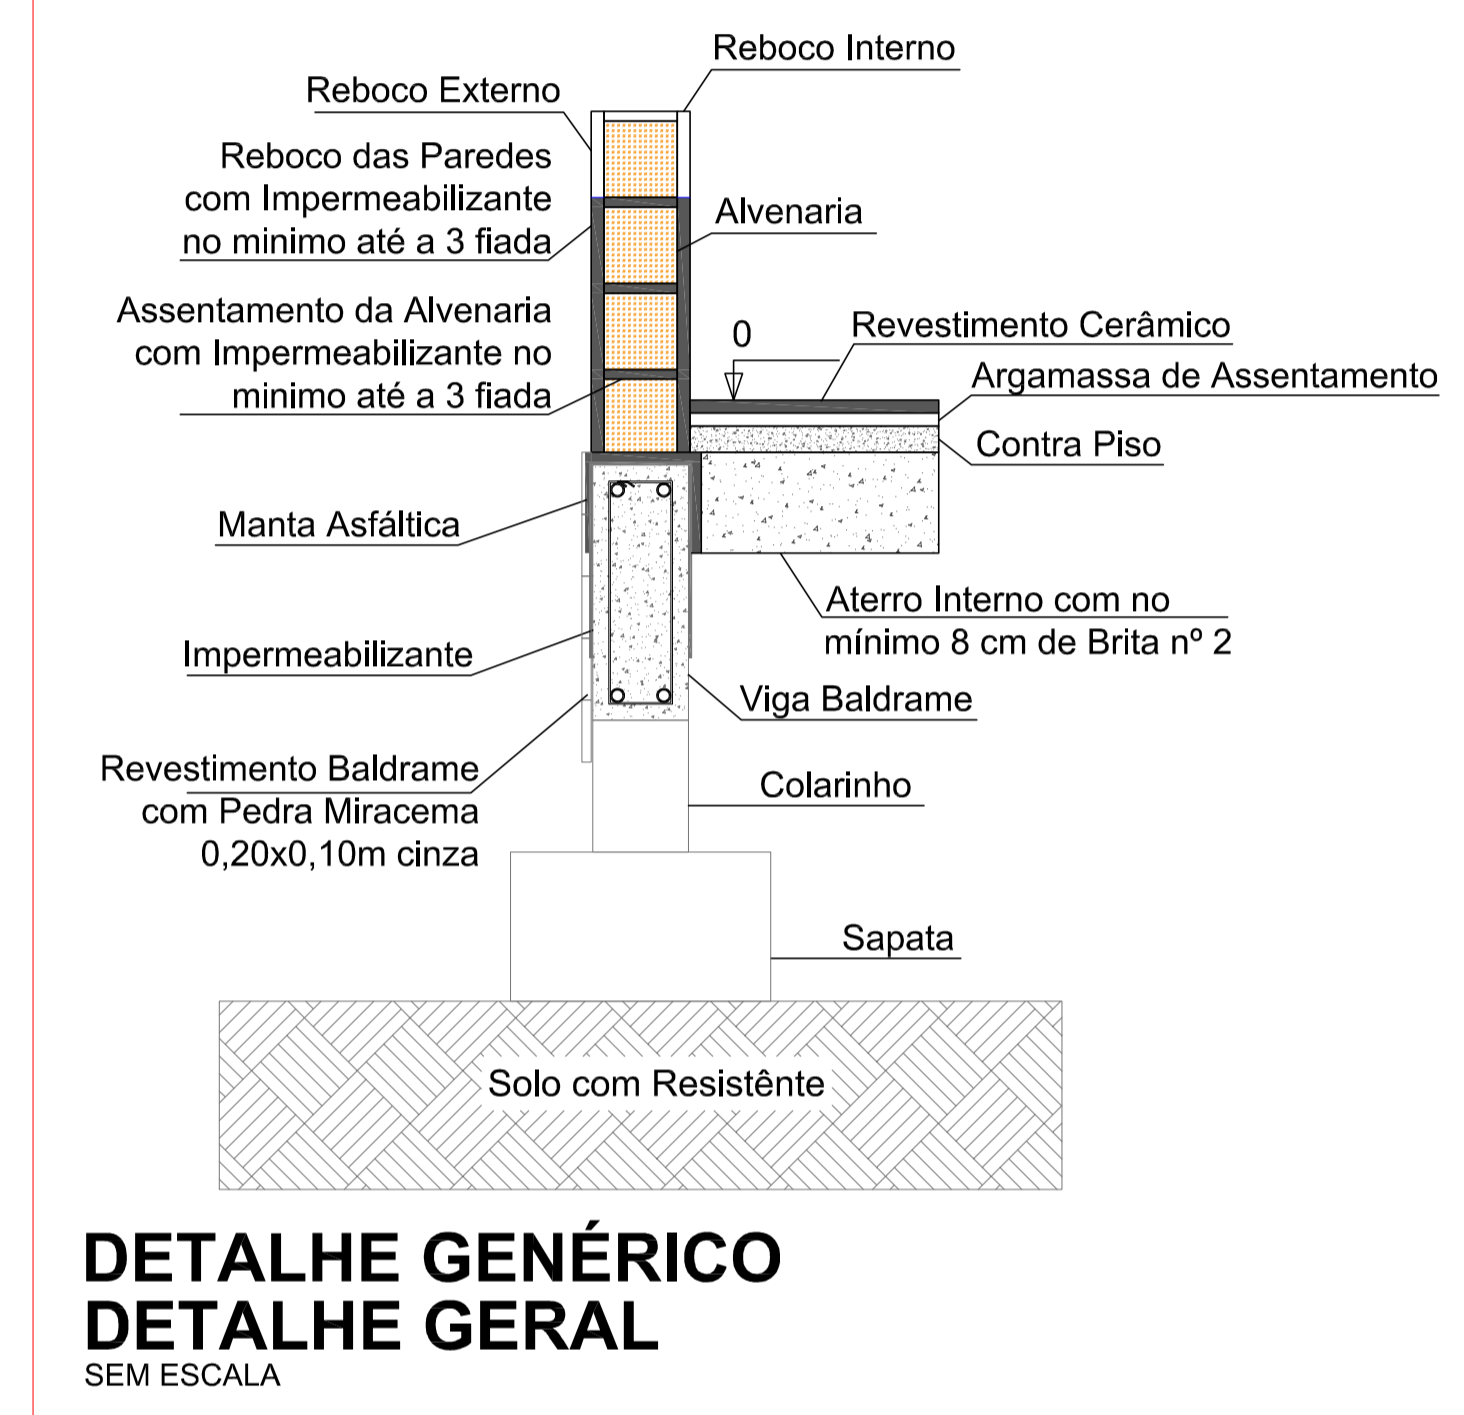 Reboco Interno
Reboco Externo
Reboco das Paredes
com Impermeabilizante
no minimo até a 3 fiada
Alvenaria
Assentamento da Alvenaria
com Impermeabilizante no
minimo até a 3 fiada
0
Revestimento Cerâmico
Argamassa de Assentamento
Contra Piso
Manta Asfáltica
Aterro Interno com no
mínimo 8 cm de Brita nº 2
Impermeabilizante
Viga Baldrame
Revestimento Baldrame
com Pedra Miracema
0,20x0,10m cinza
Colarinho
Sapata
Solo com Resistênte
DETALHE GENÉRICO
DETALHE GERAL
SEM ESCALA